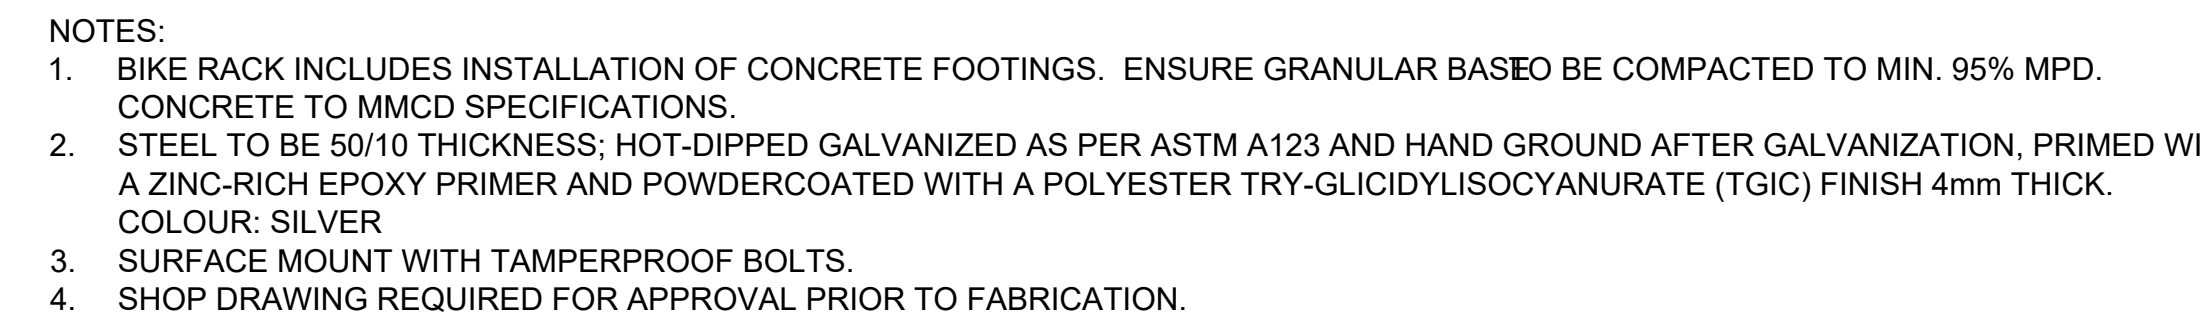 NOTES:
1. BIKE RACK INCLUDES INSTALLATION OF CONCRETE FOOTINGS. ENSURE GRANULAR BASE TO BE COMPACTED TO MIN. 95% MPD.
CONCRETE TO MMCD SPECIFICATIONS.
2. STEEL TO BE 50/10 THICKNESS; HOT-DIPPED GALVANIZED AS PER ASTM A123 AND HAND GROUND AFTER GALVANIZATION, PRIMED WI
A ZINC-RICH EPOXY PRIMER AND POWDERCOATED WITH A POLYESTER TRY-GLICIDYLISOCYANURATE (TGIC) FINISH 4mm THICK.
COLOUR: SILVER
3. SURFACE MOUNT WITH TAMPERPROOF BOLTS.
4. SHOP DRAWING REQUIRED FOR APPROVAL PRIOR TO FABRICATION.